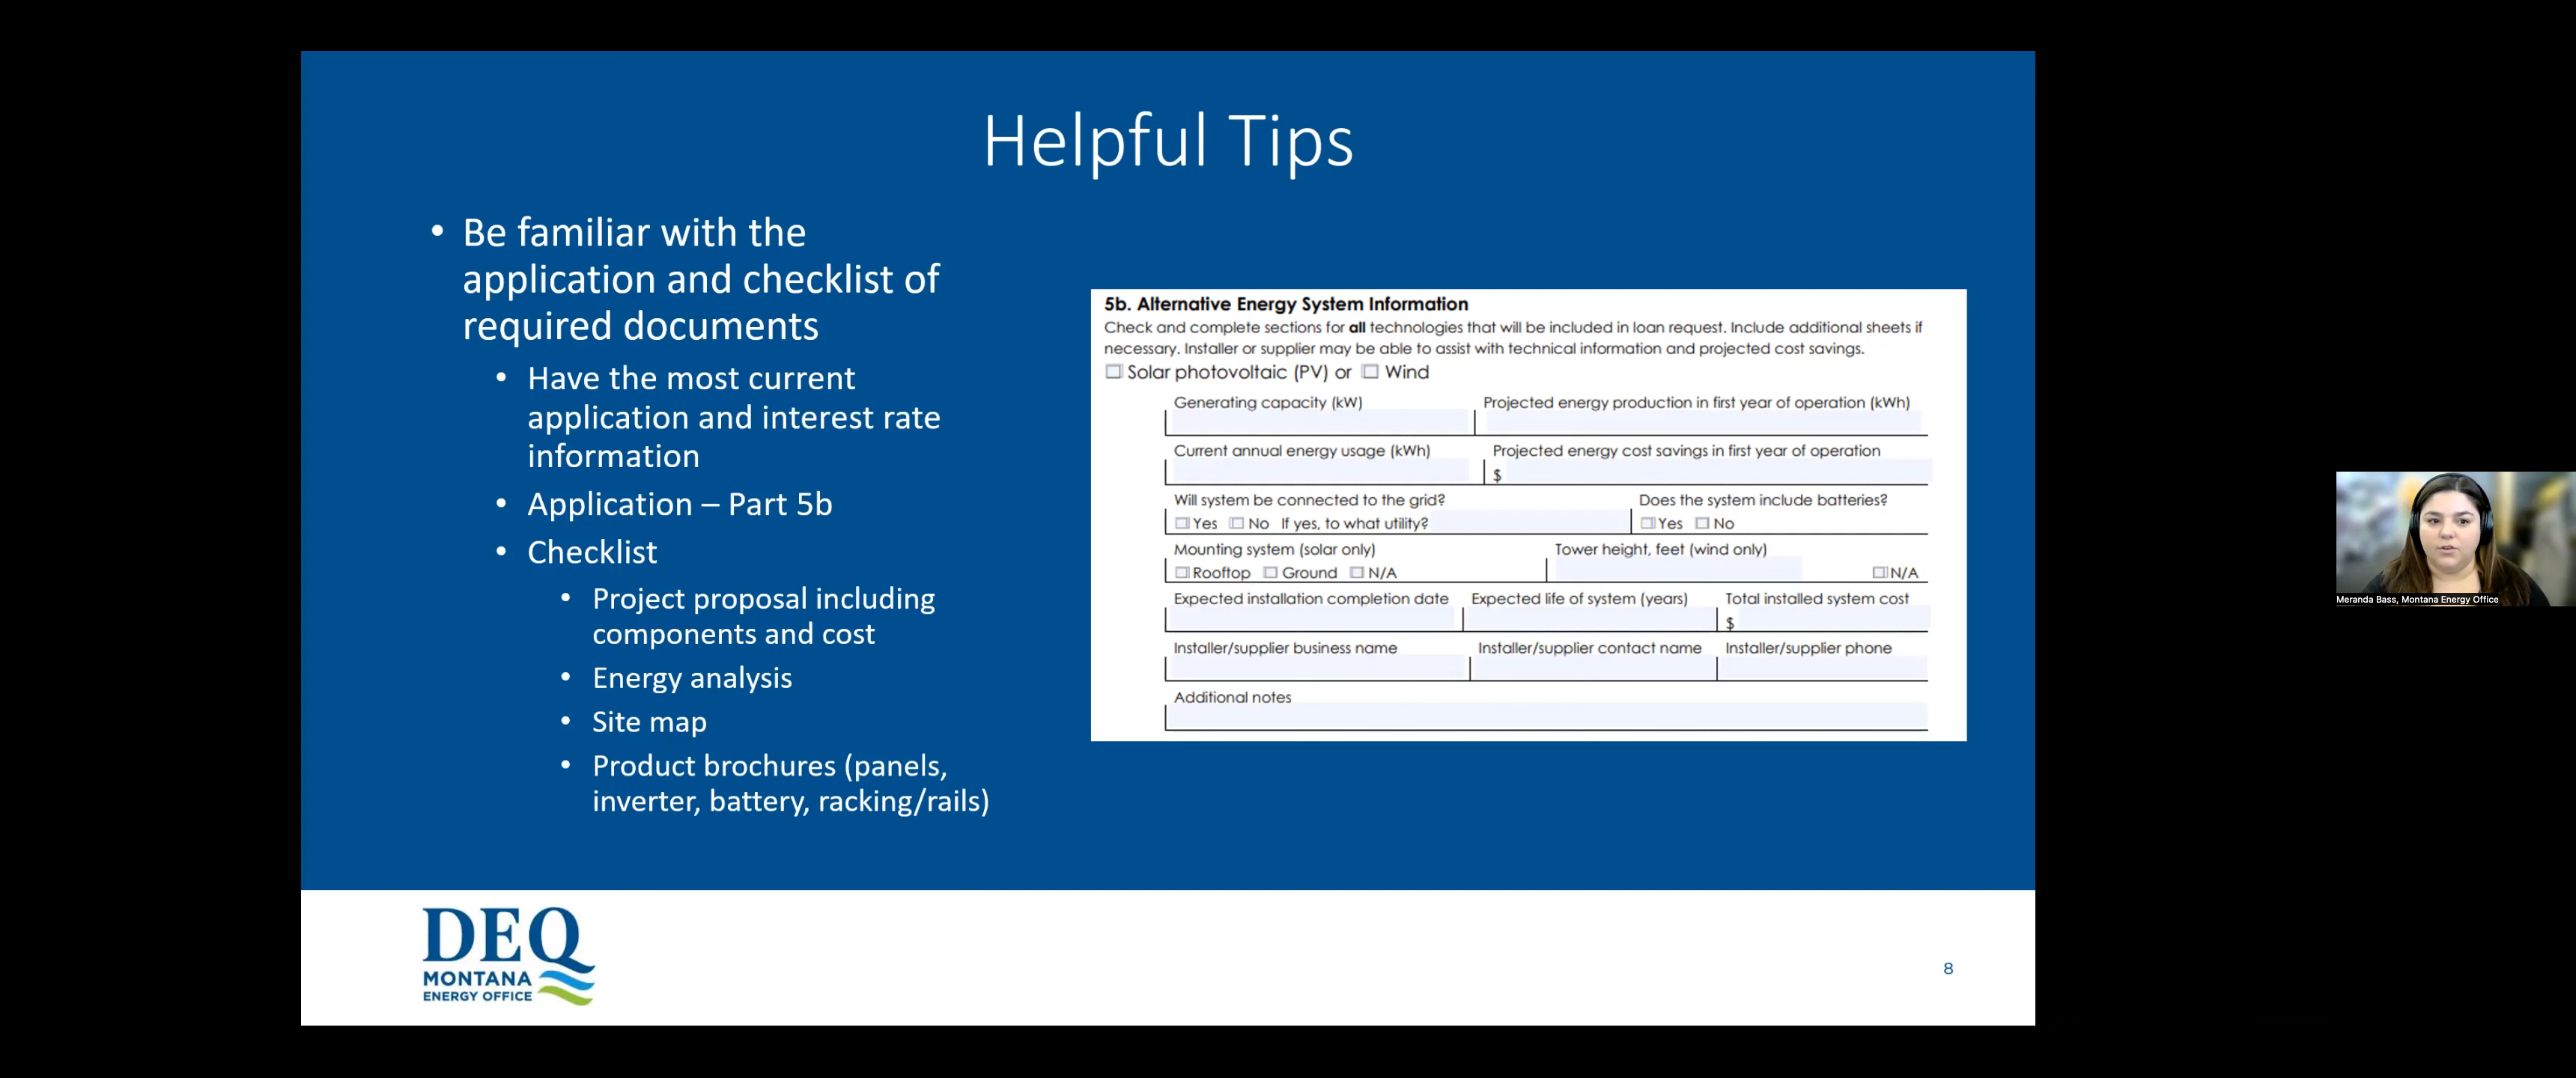 Helpful Tips
• Be familiar with the
application and checklist of
required documents
• Have the most current
application and interest rate
information
• Application – Part 5b
• Checklist
• Project proposal including
components and cost
• Energy analysis
• Site map
• Product brochures (panels,
inverter, battery, racking/rails)
5b. Alternative Energy System Information
Check and complete sections for all technologies that will be included in loan request. Include additional sheets if
necessary. Installer or supplier may be able to assist with technical information and projected cost savings.
Solar photovoltaic (PV) or Wind
Generating capacity (kW) Projected energy production in first year of operation (kWh)
Current annual energy usage (kWh) Projected energy cost savings in first year of operation
$
Will system be connected to the grid? Does the system include batteries?
Yes No If yes, to what utility? Yes No
Mounting system (solar only) Tower height, feet (wind only)
Rooftop Ground N/A N/A
Expected installation completion date Expected life of system (years) Total installed system cost
$
Installer/supplier business name Installer/supplier contact name Installer/supplier phone
Additional notes
DEQ
MONTANA
ENERGY OFFICE
8
Meranda Bass, Montana Energy Office